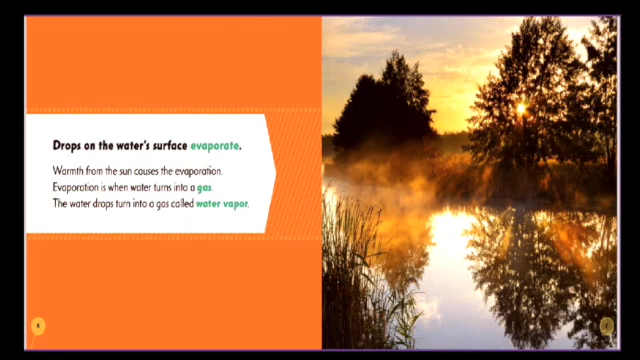 Drops on the water's surface evaporate.
Warmth from the sun causes the evaporation.
Evaporation is when water turns into a gas.
The water drops turn into a gas called water vapor.